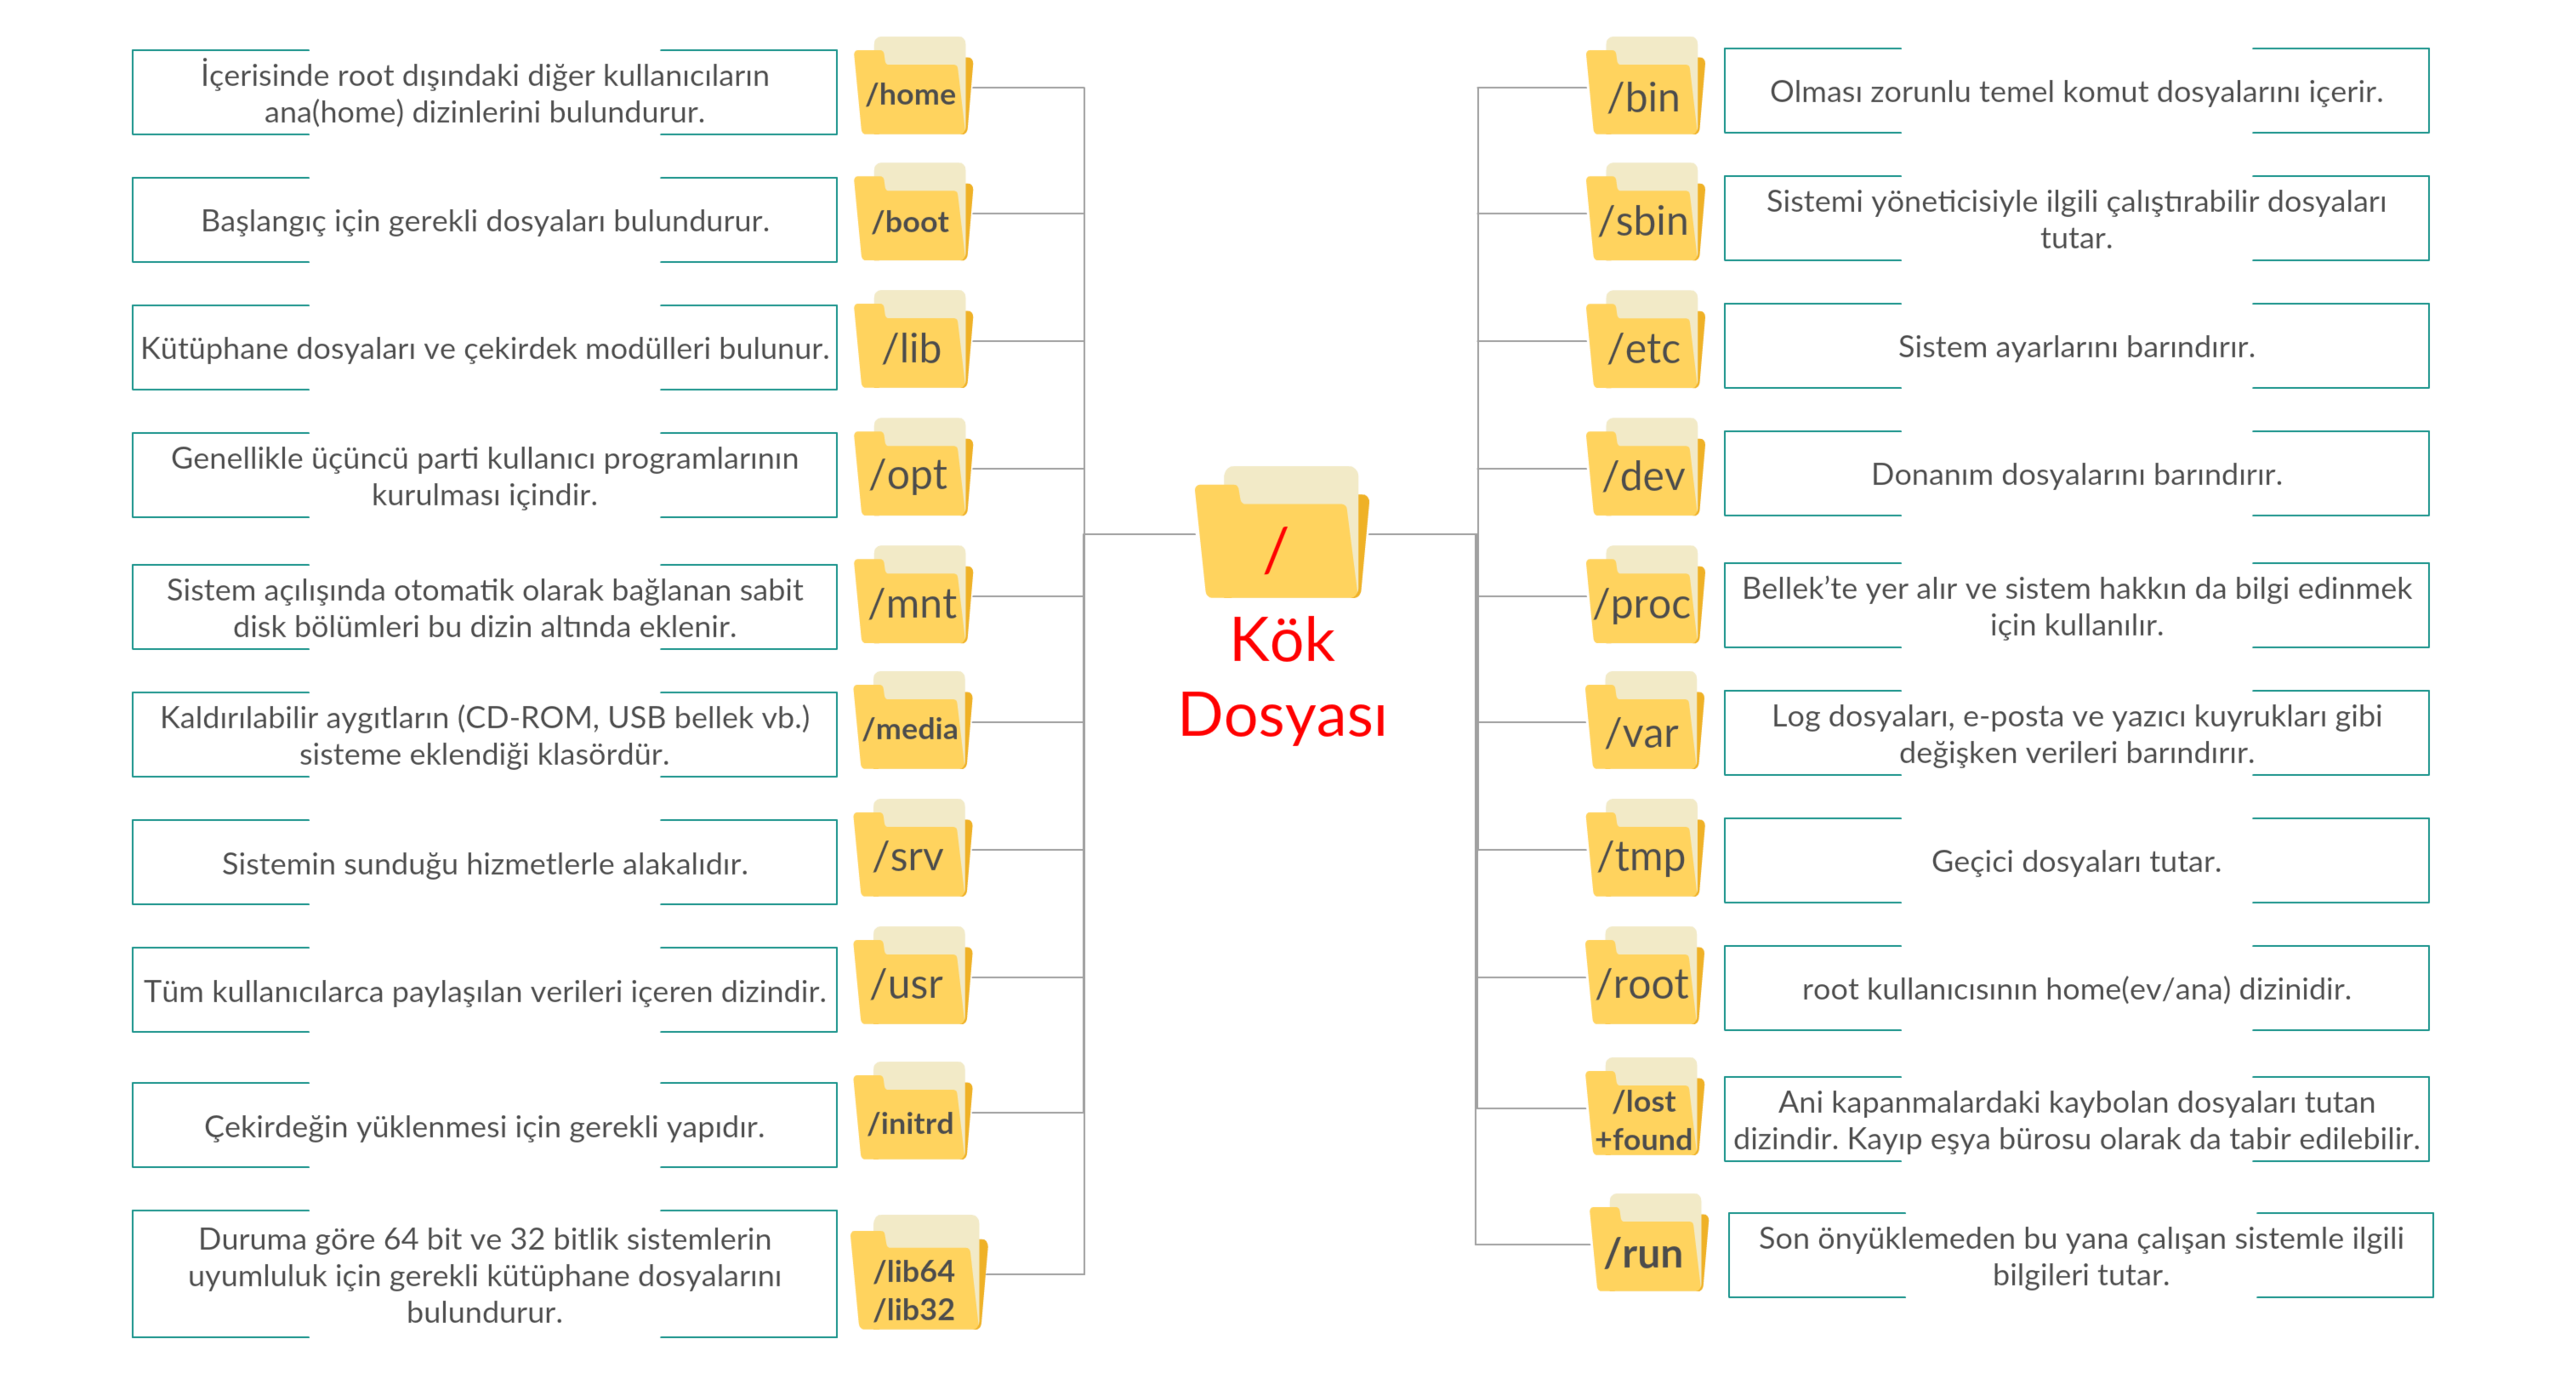 İçerisinde root dışındaki diğer kullanıcıların
ana(home) dizinlerini bulundurur.
/home
Başlangıç için gerekli dosyaları bulundurur.
/boot
Kütüphane dosyaları ve çekirdek modülleri bulunur.
/lib
Genellikle üçüncü parti kullanıcı programlarının
kurulması içindir.
/opt
Sistem açılışında otomatik olarak bağlanan sabit
disk bölümleri bu dizin altında eklenir.
/mnt
Kaldırılabilir aygıtların (CD-ROM, USB bellek vb.)
sisteme eklendiği klasördür.
/media
Sistemin sunduğu hizmetlerle alakalıdır.
/srv
Tüm kullanıcılarca paylaşılan verileri içeren dizindir.
/usr
Çekirdeğin yüklenmesi için gerekli yapıdır.
/initrd
Duruma göre 64 bit ve 32 bitlik sistemlerin
uyumluluk için gerekli kütüphane dosyalarını
bulundurur.
/lib64
/lib32
/
Kök
Dosyası
/bin
Olması zorunlu temel komut dosyalarını içerir.
/sbin
Sistemi yöneticisiyle ilgili çalıştırabilir dosyaları
tutar.
/etc
Sistem ayarlarını barındırır.
/dev
Donanım dosyalarını barındırır.
/proc
Bellek’te yer alır ve sistem hakkın da bilgi edinmek
için kullanılır.
/var
Log dosyaları, e-posta ve yazıcı kuyrukları gibi
değişken verileri barındırır.
/tmp
Geçici dosyaları tutar.
/root
root kullanıcısının home(ev/ana) dizinidir.
/lost
+found
Ani kapanmalardaki kaybolan dosyaları tutan
dizindir. Kayıp eşya bürosu olarak da tabir edilebilir.
/run
Son önyüklemeden bu yana çalışan sistemle ilgili
bilgileri tutar.